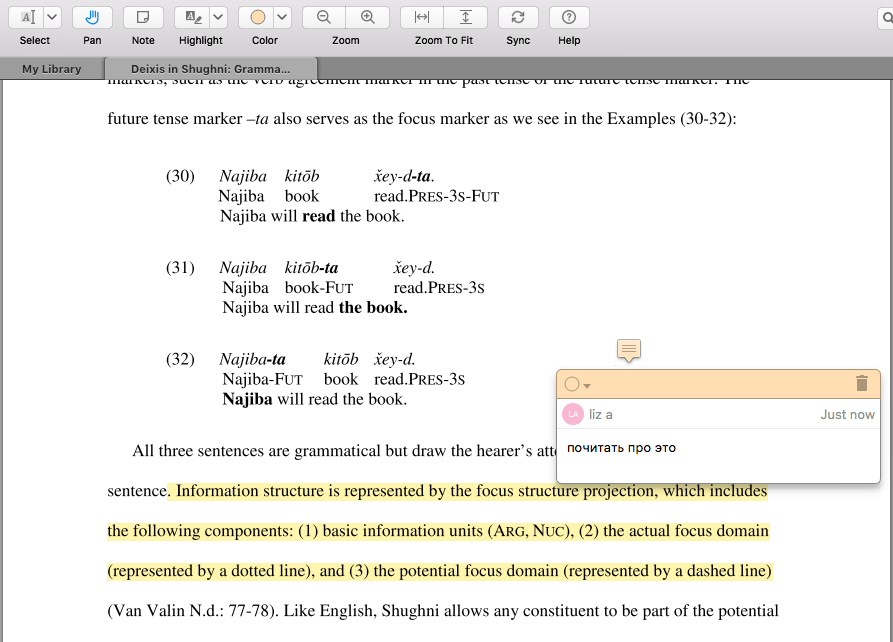 Select
Pan
Note
Highlight
Color
Zoom
Zoom To Fit
Sync
Help
My Library
Deixis in Shughni: Gramma...
markers, such as the verb agreement marker in the past tense or the future tense marker. The
future tense marker –ta also serves as the focus marker as we see in the Examples (30-32):
(30) Najiba kitōb x̌ey-d-ta.
Najiba book read.PRES-3S-FUT
Najiba will read the book.
(31) Najiba kitōb-ta x̌ey-d.
Najiba book-FUT read.PRES-3S
Najiba will read the book.
(32) Najiba-ta kitōb x̌ey-d.
Najiba-FUT book read.PRES-3S
Najiba will read the book.
LA liz a Just now
почитать про это
All three sentences are grammatical but draw the hearer's
sentence. Information structure is represented by the focus structure projection, which includes
the following components: (1) basic information units (ARG, NUC), (2) the actual focus domain
(represented by a dotted line), and (3) the potential focus domain (represented by a dashed line)
(Van Valin N.d.: 77-78). Like English, Shughni allows any constituent to be part of the potential